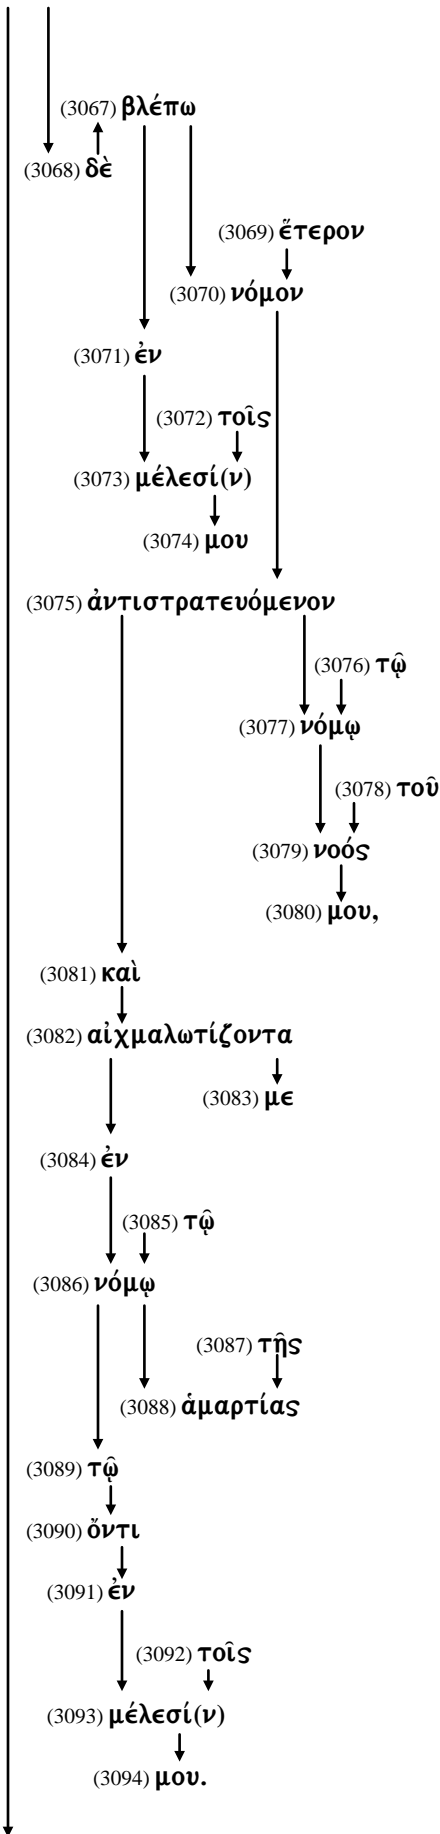 (3067) βλέπω
(3068) δὲ
(3069) ἕτερον
(3070) νόμον
(3071) ἐν
(3072) τοῖς
(3073) μέλεσί(ν)
(3074) μου
(3075) ἀντιστρατευόμενον
(3076) τῷ
(3077) νόμῳ
(3078) τοῦ
(3079) νοός
(3080) μου,
(3081) καὶ
(3082) αἰχμαλωτίζοντα
(3083) με
(3084) ἐν
(3085) τῷ
(3086) νόμῳ
(3087) τῆς
(3088) ἁμαρτίας
(3089) τῷ
(3090) ὄντι
(3091) ἐν
(3092) τοῖς
(3093) μέλεσί(ν)
(3094) μου.